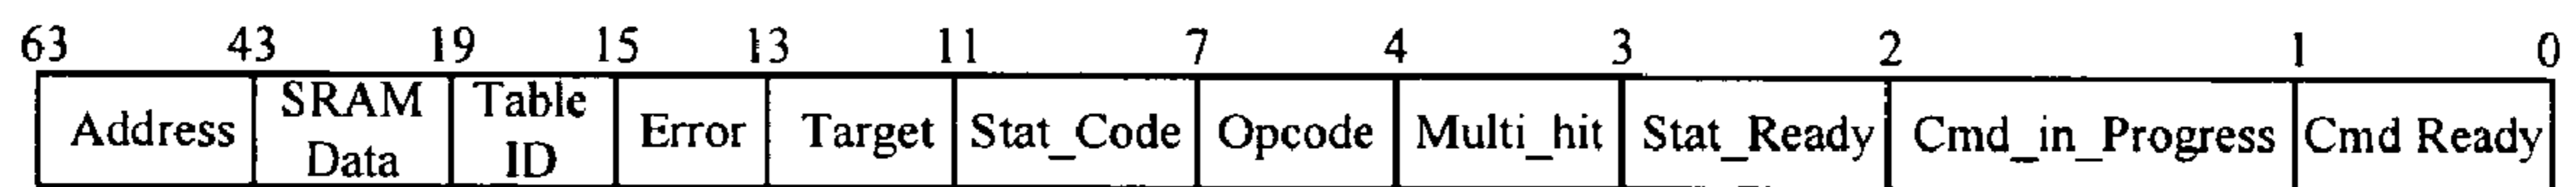 63 43 19 15 13 11 7 4 3 2 1 0
Address SRAM Data Table ID Error Target Stat_Code Opcode Multi_hit Stat_Ready Cmd_in_Progress Cmd Ready